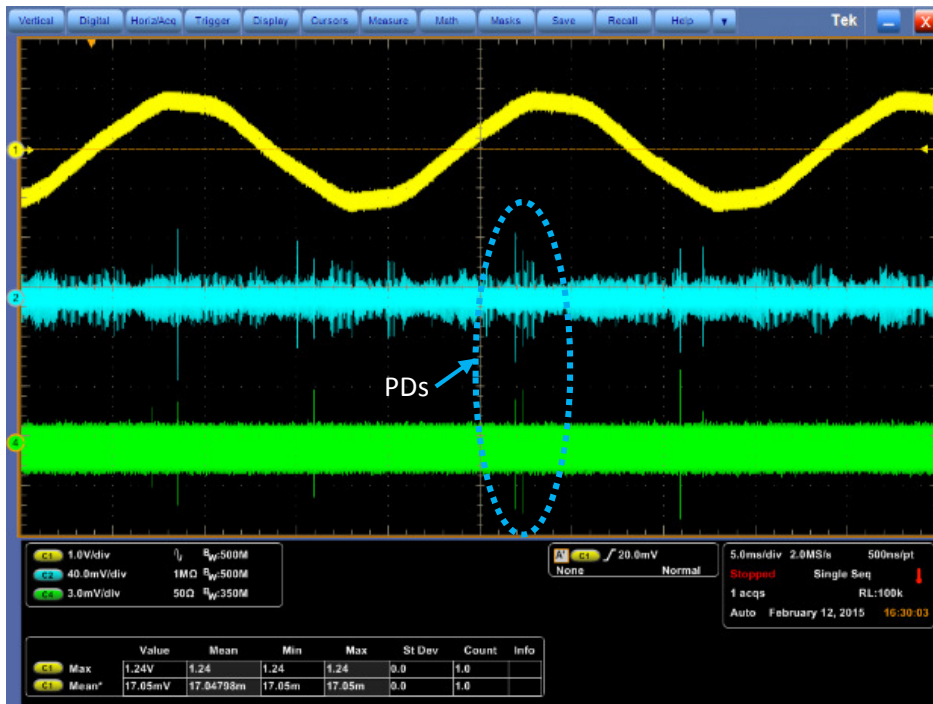 Vertical Digital Horiz/Acq Trigger Display Cursors Measure Math Masks Save Recall Help Tek X
1
2
PDs
4
C1 1.0V/div BW:500M
C2 40.0mV/div 1MΩ BW:500M
C4 3.0mV/div 50Ω BW:350M
A' C1 20.0mV
None Normal
5.0ms/div 2.0MS/s 500ns/pt
Stopped Single Seq
1 acqs RL:100k
Auto February 12, 2015 16:30:03
Value Mean Min Max St Dev Count Info
C1 Max 1.24V 1.24 1.24 1.24 0.0 1.0
C1 Mean* 17.05mV 17.04798m 17.05m 17.05m 0.0 1.0